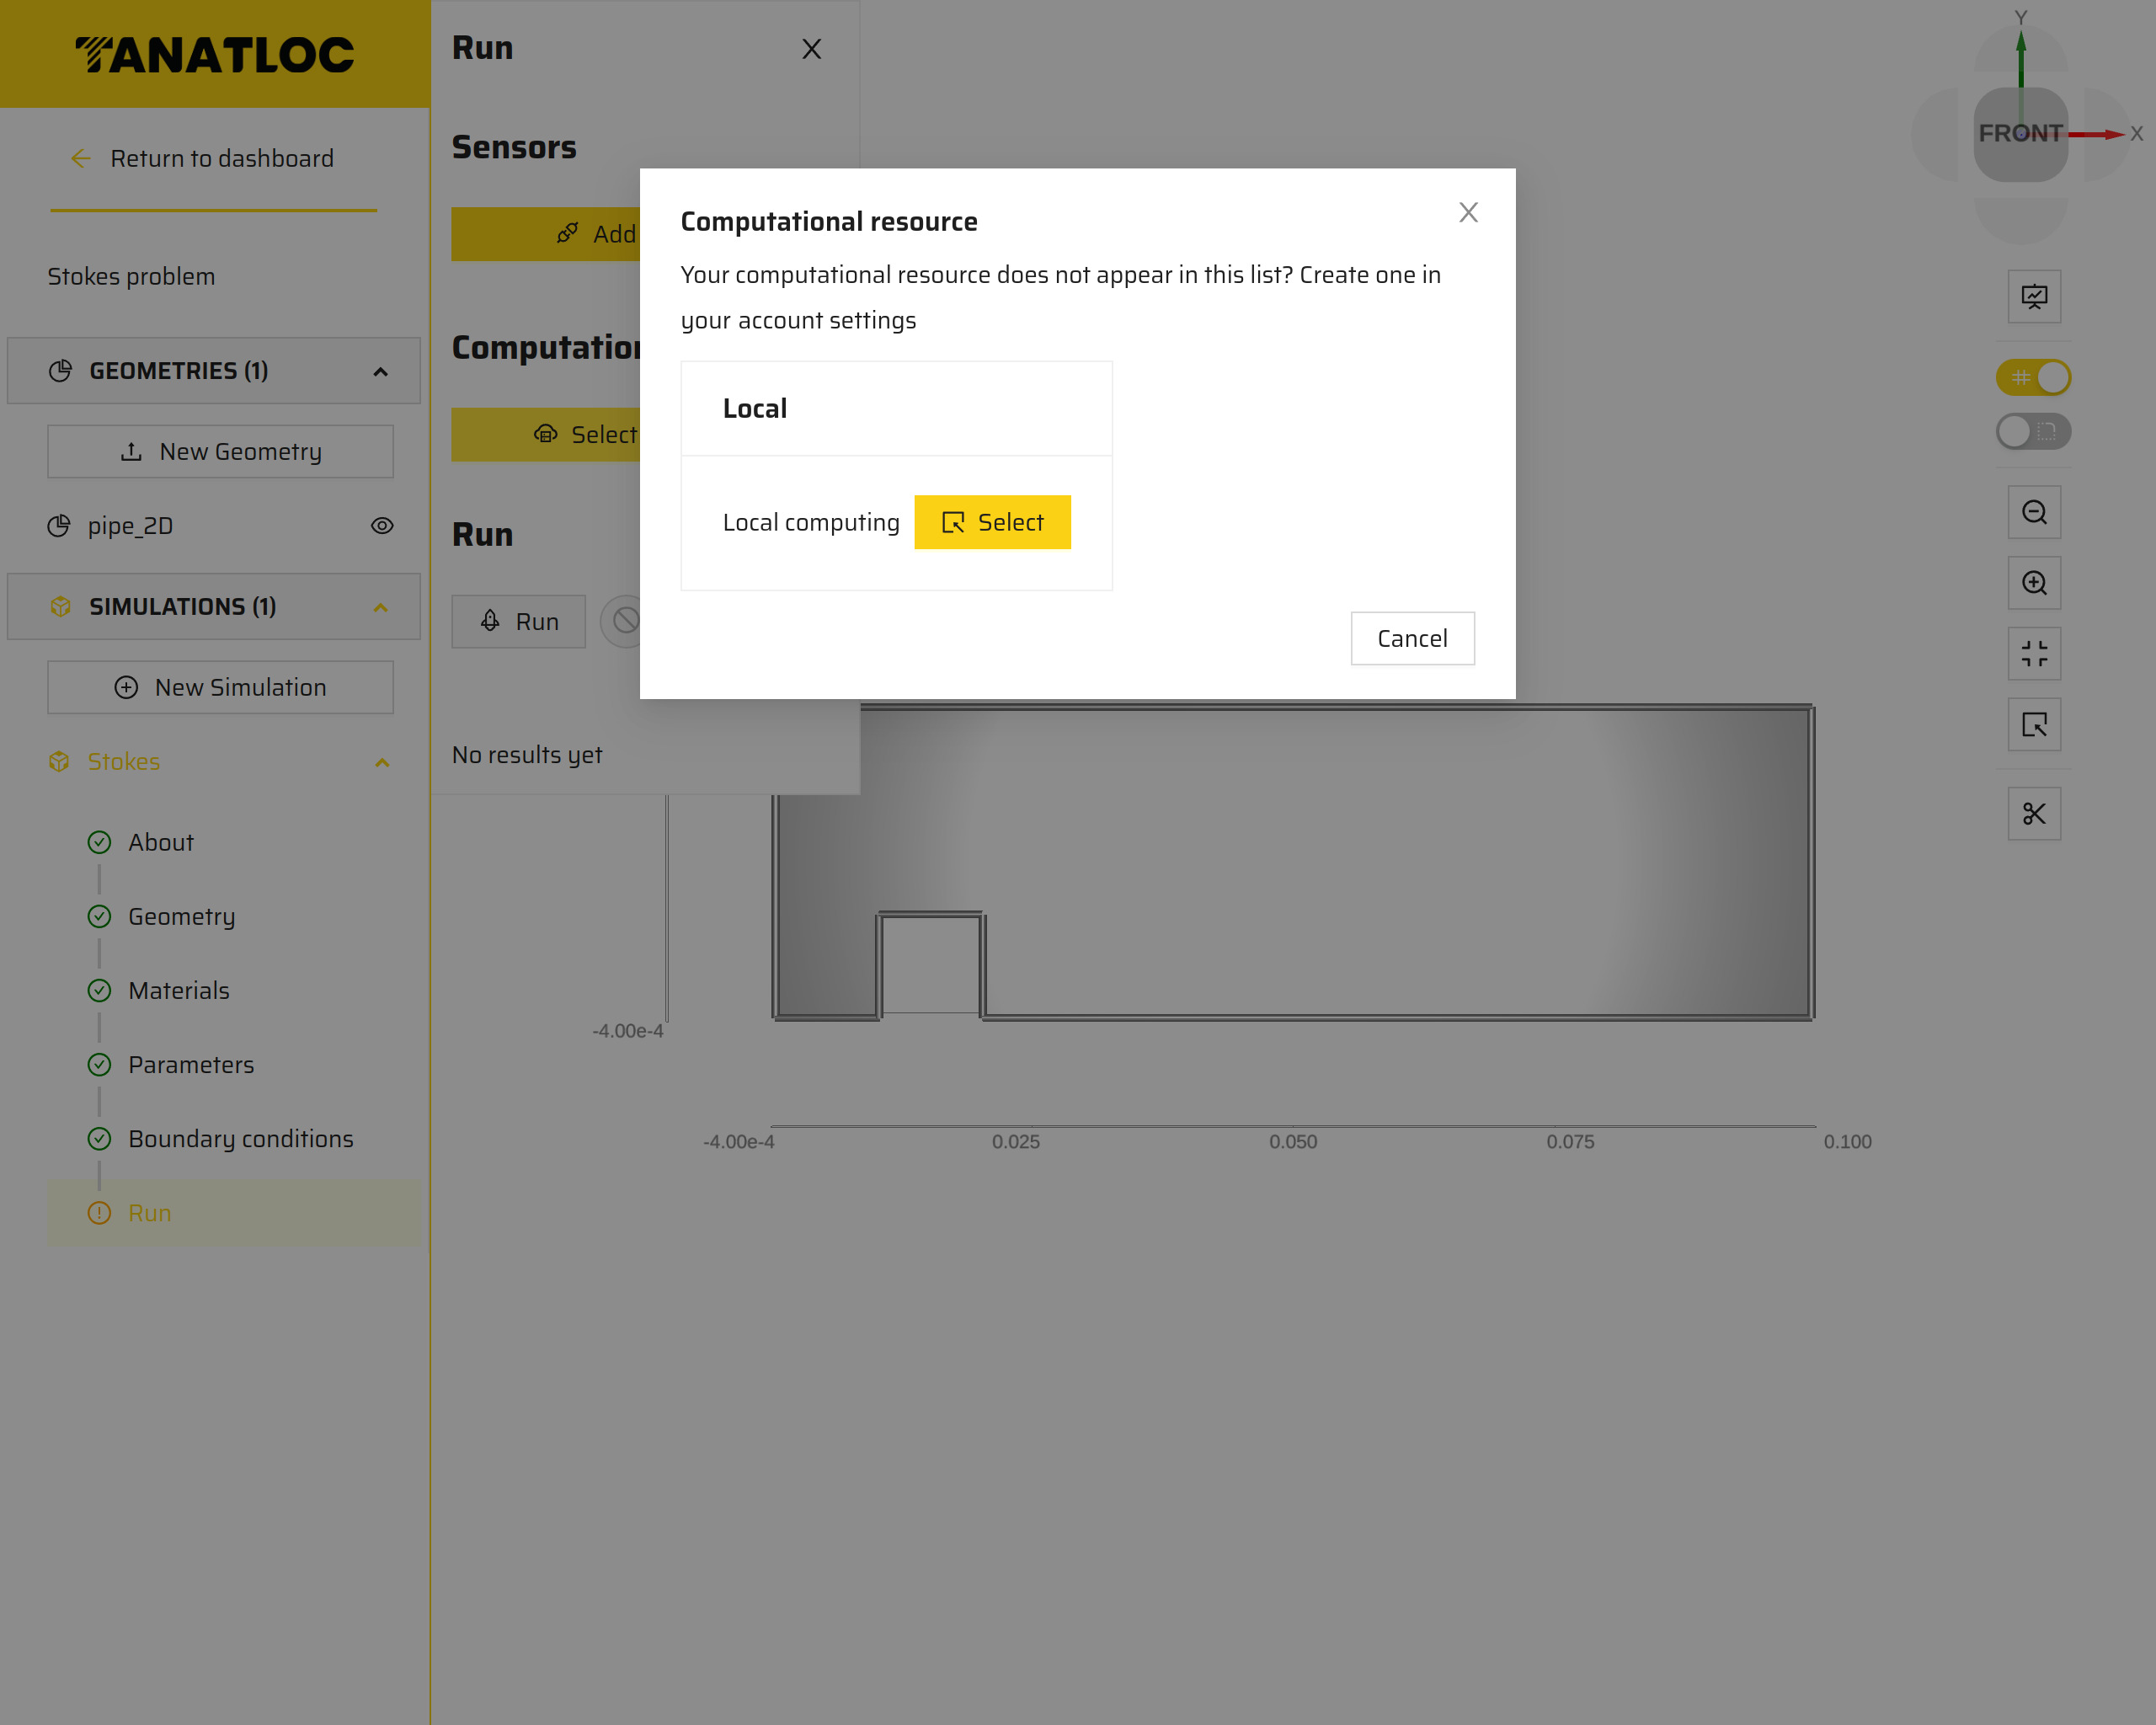 TANATLOC
Return to dashboard
Stokes problem
GEOMETRIES (1)
New Geometry
pipe_2D
SIMULATIONS (1)
New Simulation
Stokes
About
Geometry
Materials
Parameters
Boundary conditions
Run
Run
Sensors
Add
Computation
Select
Run
Run
No results yet
Computational resource
Your computational resource does not appear in this list? Create one in
your account settings
Local
Local computing
Select
Cancel
Y
FRONT
X
-4.00e-4
-4.00e-4
0.025
0.050
0.075
0.100